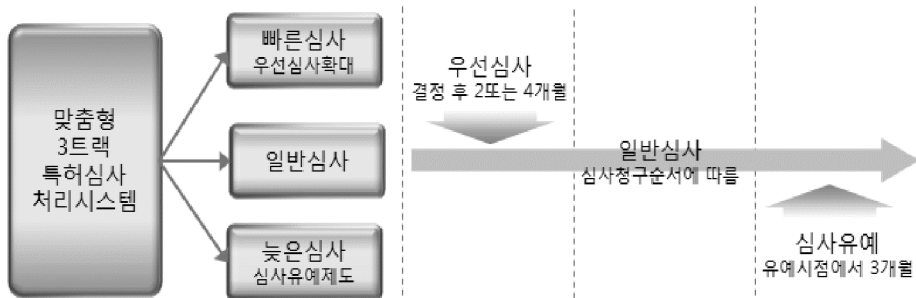 맞춤형
3트랙
특허심사
처리시스템
빠른심사
우선심사확대
일반심사
늦은심사
심사유예제도
우선심사
결정 후 2또는 4개월
일반심사
심사청구순서에 따름
심사유예
유예시점에서 3개월